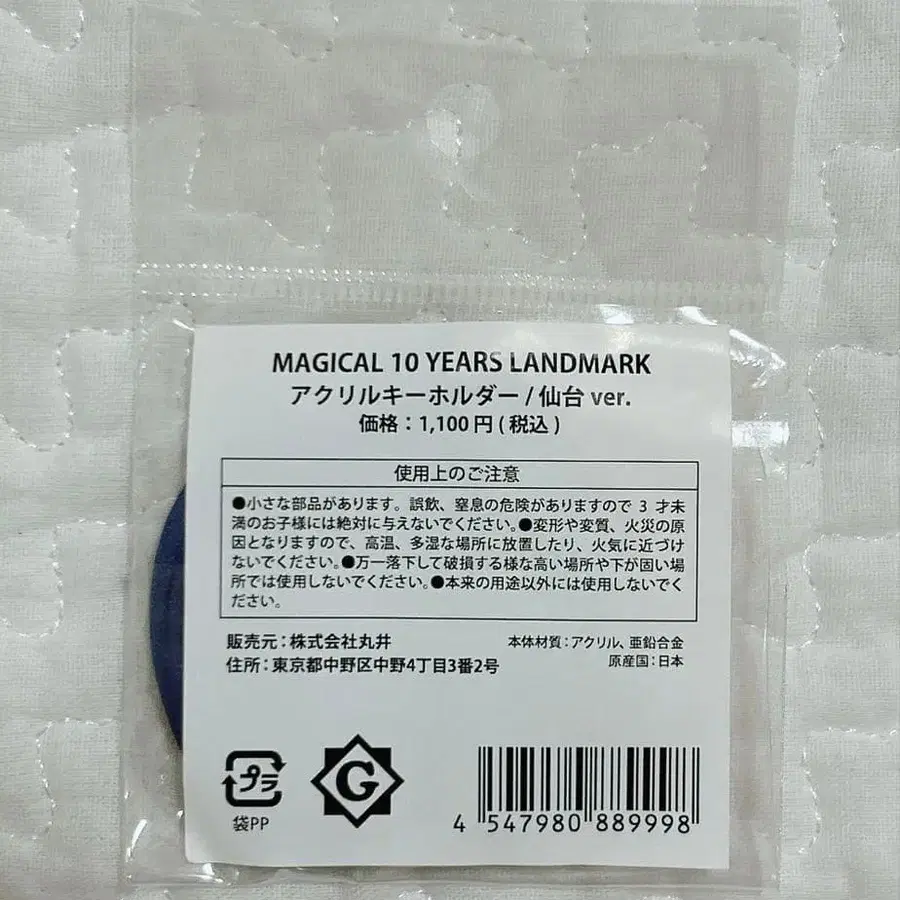 MAGICAL 10 YEARS LANDMARK
アクリルキーホルダー / 仙台 ver.
価格：1,100円 ( 税込 )
使用上のご注意
●小さな部品があります。誤飲、窒息の危険がありますので 3 才未
満のお子様には絶対に与えないでください。●変形や変質、火災の原
因となりますので、高温、多湿な場所に放置したり、火気に近づけ
ないでください。●万一落下して破損する様な高い場所や下が固い場
所では使用しないでください。●本来の用途以外には使用しないでく
ださい。
販売元：株式会社丸井
本体材質：アクリル、亜鉛合金
住所：東京都中野区中野4丁目3番2号
原産国：日本
プラ
袋PP
G
4 547980 889998